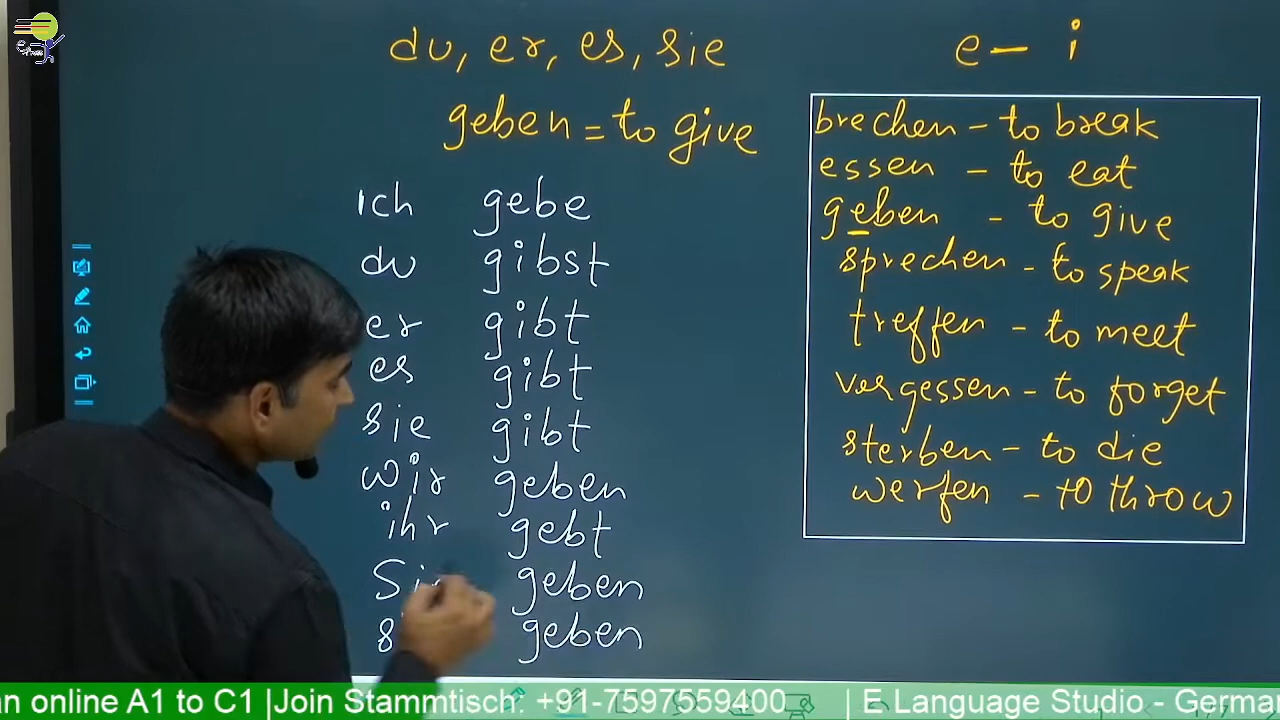 du, er, es, sie
geben = to give
ich gebe
du gibst
er gibt
es gibt
sie gibt
wir geben
ihr gebt
Sie geben
geben
e – i
brechen – to break
essen – to eat
geben – to give
sprechen – to speak
treffen – to meet
vergessen – to forget
sterben – to die
werfen – to throw
an online A1 to C1 |Join Stammtisch: +91-7597559400 | E Language Studio - Germa